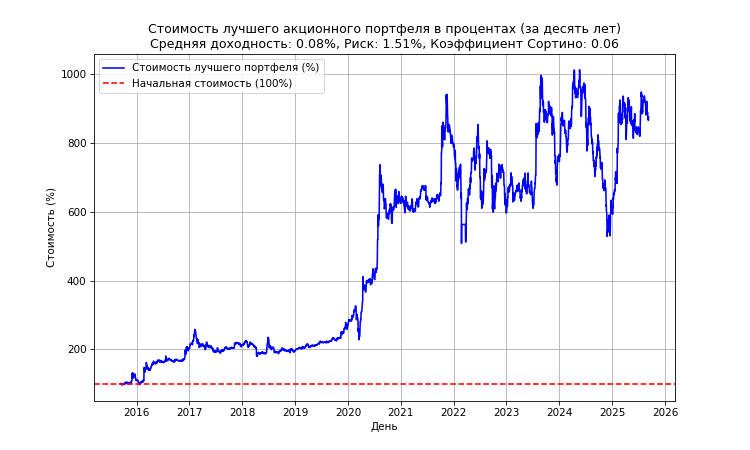 Стоимость лучшего акционного портфеля в процентах (за десять лет)
Средняя доходность: 0.08%, Риск: 1.51%, Коэффициент Сортино: 0.06
Стоимость лучшего портфеля (%)
Начальная стоимость (100%)
Стоимость (%)
1000
800
600
400
200
2016 2017 2018 2019 2020 2021 2022 2023 2024 2025 2026
День